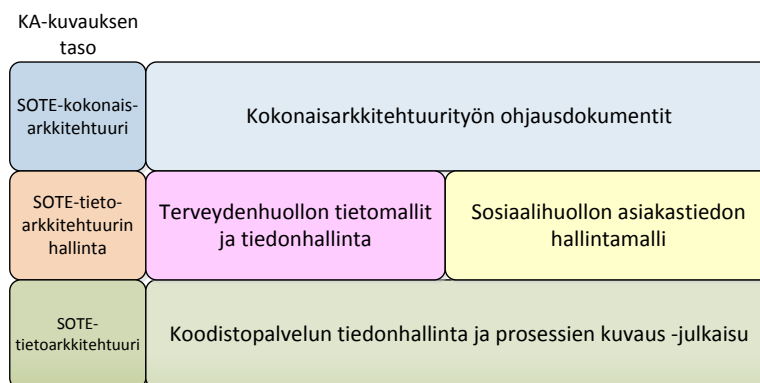 KA-kuvauksen
taso
SOTE-kokonais-
arkkitehtuuri
Kokonaisarkkitehtuurityön ohjausdokumentit
SOTE-tieto-
arkkitehtuurin
hallinta
Terveydenhuollon tietomallit
ja tiedonhallinta
Sosiaalihuollon asiakastiedon
hallintamalli
SOTE-
tietoarkkitehtuuri
Koodistopalvelun tiedonhallinta ja prosessien kuvaus -julkaisu